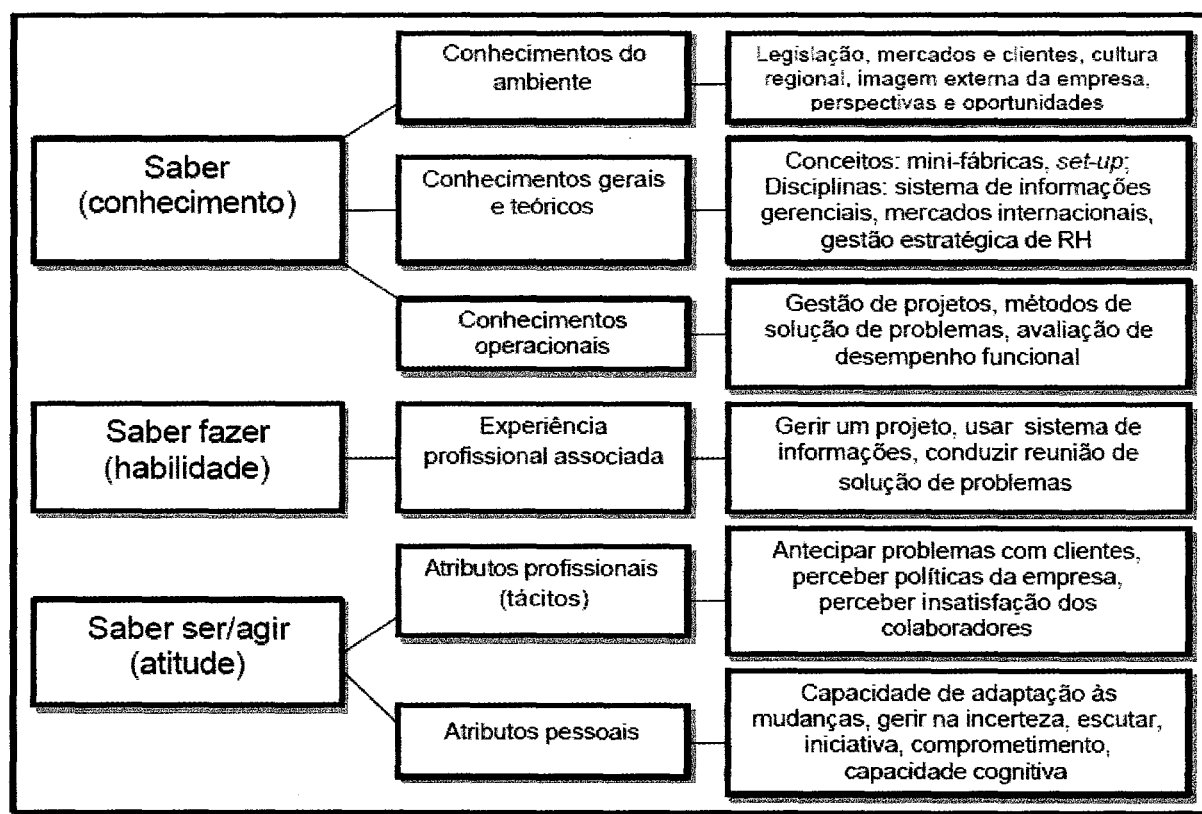 Saber
(conhecimento)
Conhecimentos do
ambiente
Legislação, mercados e clientes, cultura
regional, imagem externa da empresa,
perspectivas e oportunidades
Conhecimentos gerais
e teóricos
Conceitos: mini-fábricas, set-up;
Disciplinas: sistema de informações
gerenciais, mercados internacionais,
gestão estratégica de RH
Conhecimentos
operacionais
Gestão de projetos, métodos de
solução de problemas, avaliação de
desempenho funcional
Saber fazer
(habilidade)
Experiência
profissional associada
Gerir um projeto, usar sistema de
informações, conduzir reunião de
solução de problemas
Saber ser/agir
(atitude)
Atributos profissionais
(tácitos)
Antecipar problemas com clientes,
perceber políticas da empresa,
perceber insatisfação dos
colaboradores
Atributos pessoais
Capacidade de adaptação às
mudanças, gerir na incerteza, escutar,
iniciativa, comprometimento,
capacidade cognitiva